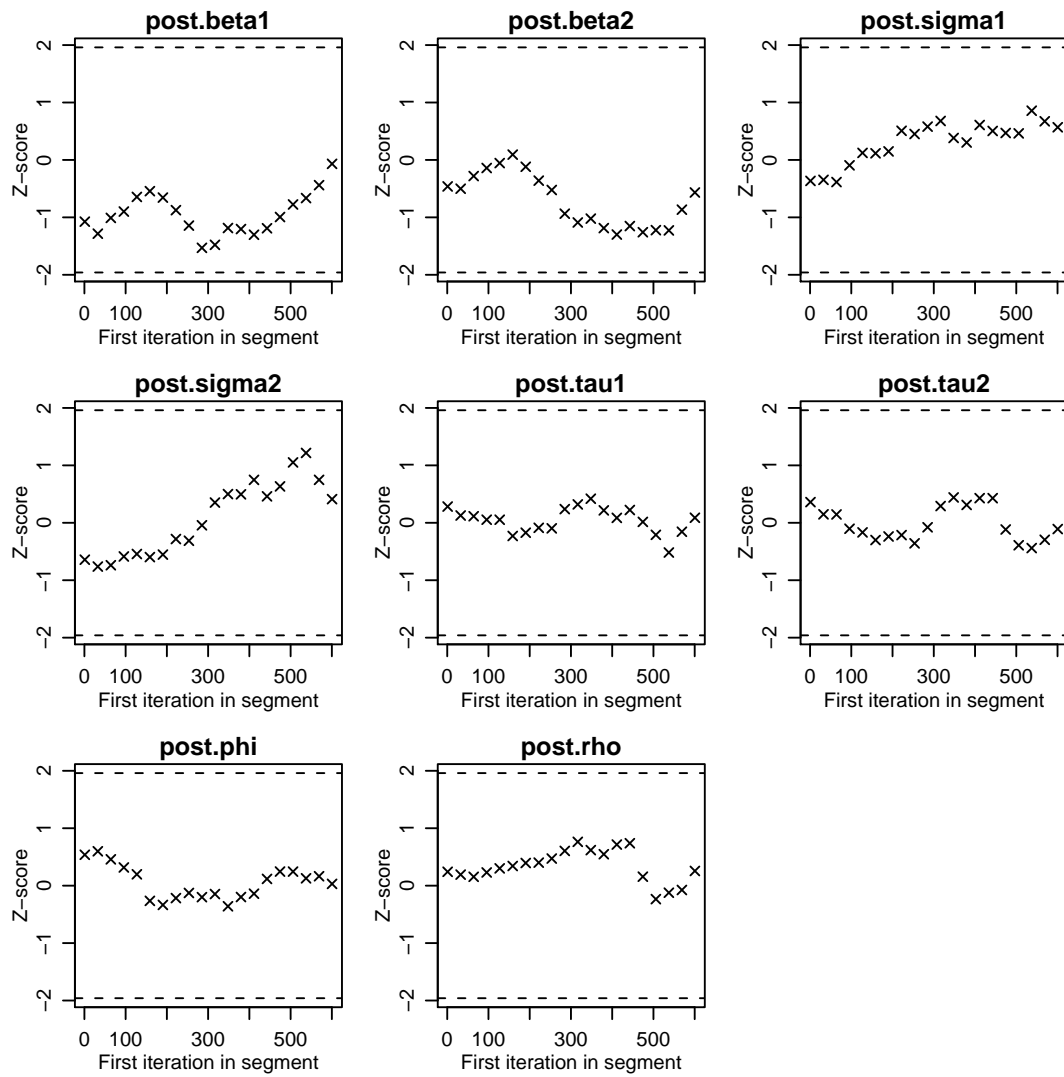 post.beta1
Z−score
−2 −1 0 1 2
0 100 300 500
First iteration in segment
post.beta2
Z−score
−2 −1 0 1 2
0 100 300 500
First iteration in segment
post.sigma1
Z−score
−2 −1 0 1 2
0 100 300 500
First iteration in segment
post.sigma2
Z−score
−2 −1 0 1 2
0 100 300 500
First iteration in segment
post.tau1
Z−score
−2 −1 0 1 2
0 100 300 500
First iteration in segment
post.tau2
Z−score
−2 −1 0 1 2
0 100 300 500
First iteration in segment
post.phi
Z−score
−2 −1 0 1 2
0 100 300 500
First iteration in segment
post.rho
Z−score
−2 −1 0 1 2
0 100 300 500
First iteration in segment